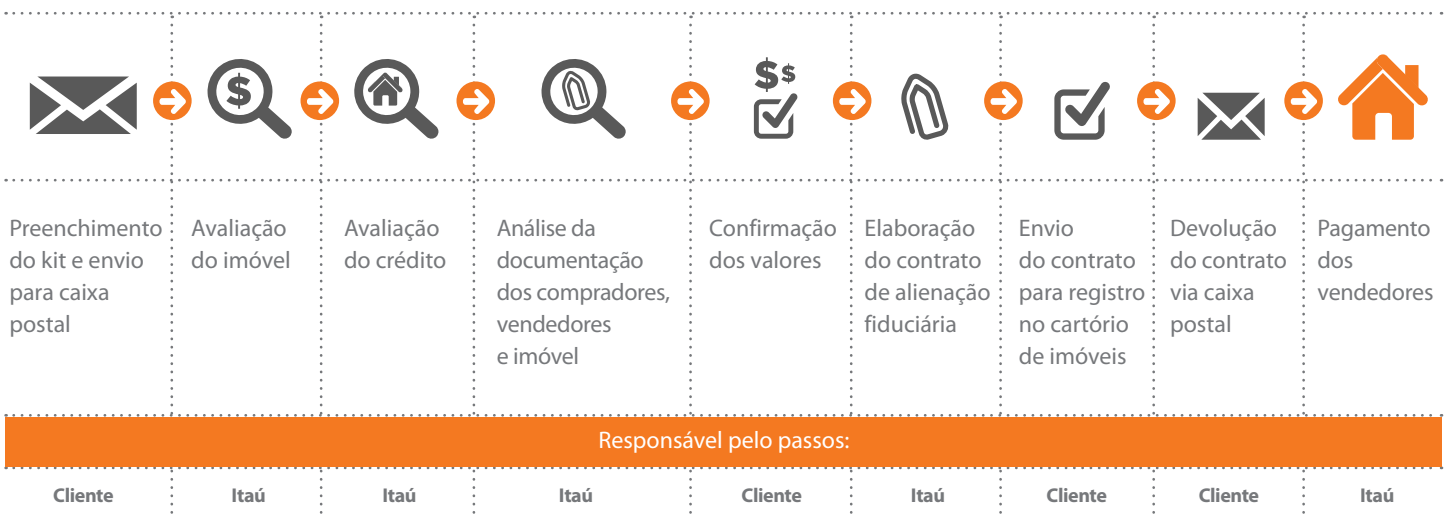 $
$ $
Preenchimento
do kit e envio
para caixa
postal
Avaliação
do imóvel
Avaliação
do crédito
Análise da
documentação
dos compradores,
vendedores
e imóvel
Confirmação
dos valores
Elaboração
do contrato
de alienação
fiduciária
Envio
do contrato
para registro
no cartório
de imóveis
Devolução
do contrato
via caixa
postal
Pagamento
dos
vendedores
Responsável pelo passos:
Cliente
Itaú
Itaú
Itaú
Cliente
Itaú
Cliente
Cliente
Itaú